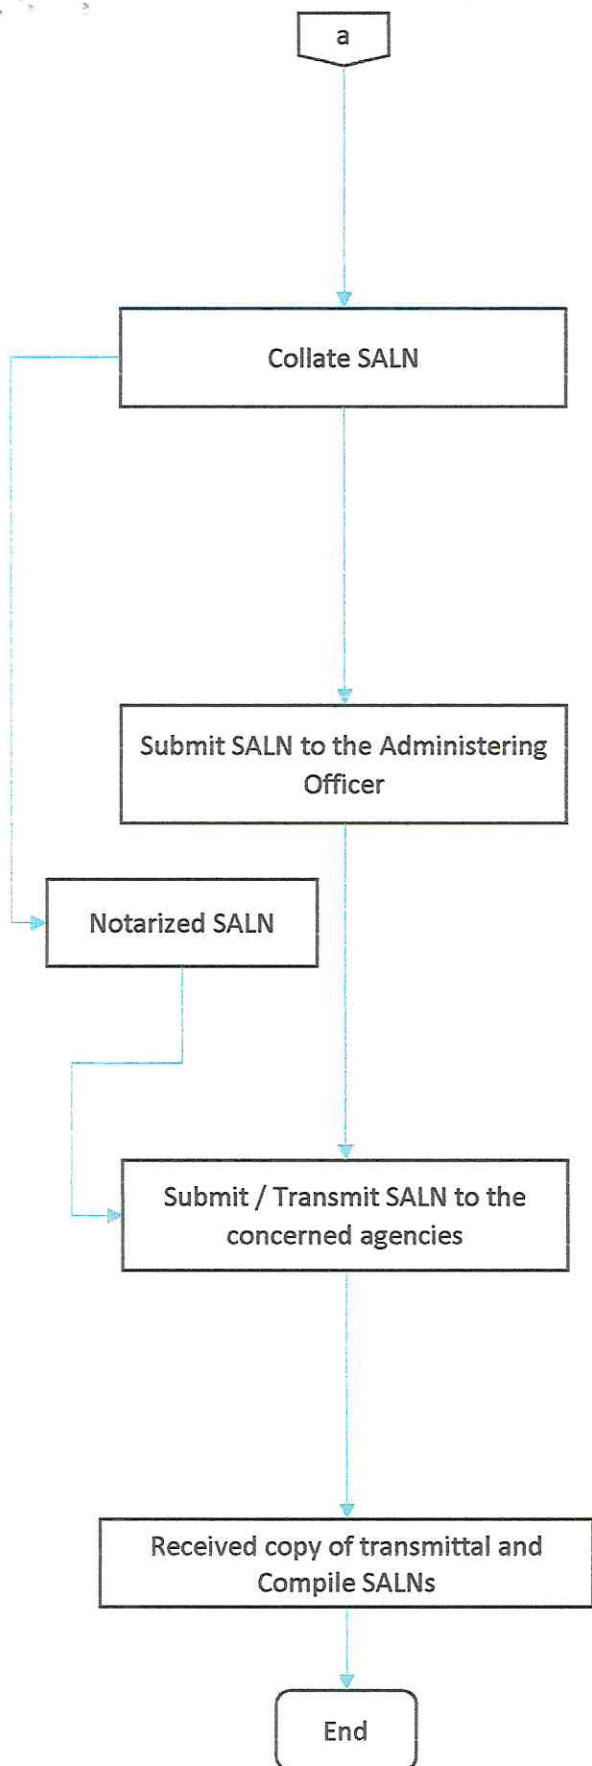 a
Collate SALN
Submit SALN to the Administering
Officer
Notarized SALN
Submit / Transmit SALN to the
concerned agencies
Received copy of transmittal and
Compile SALNs
End